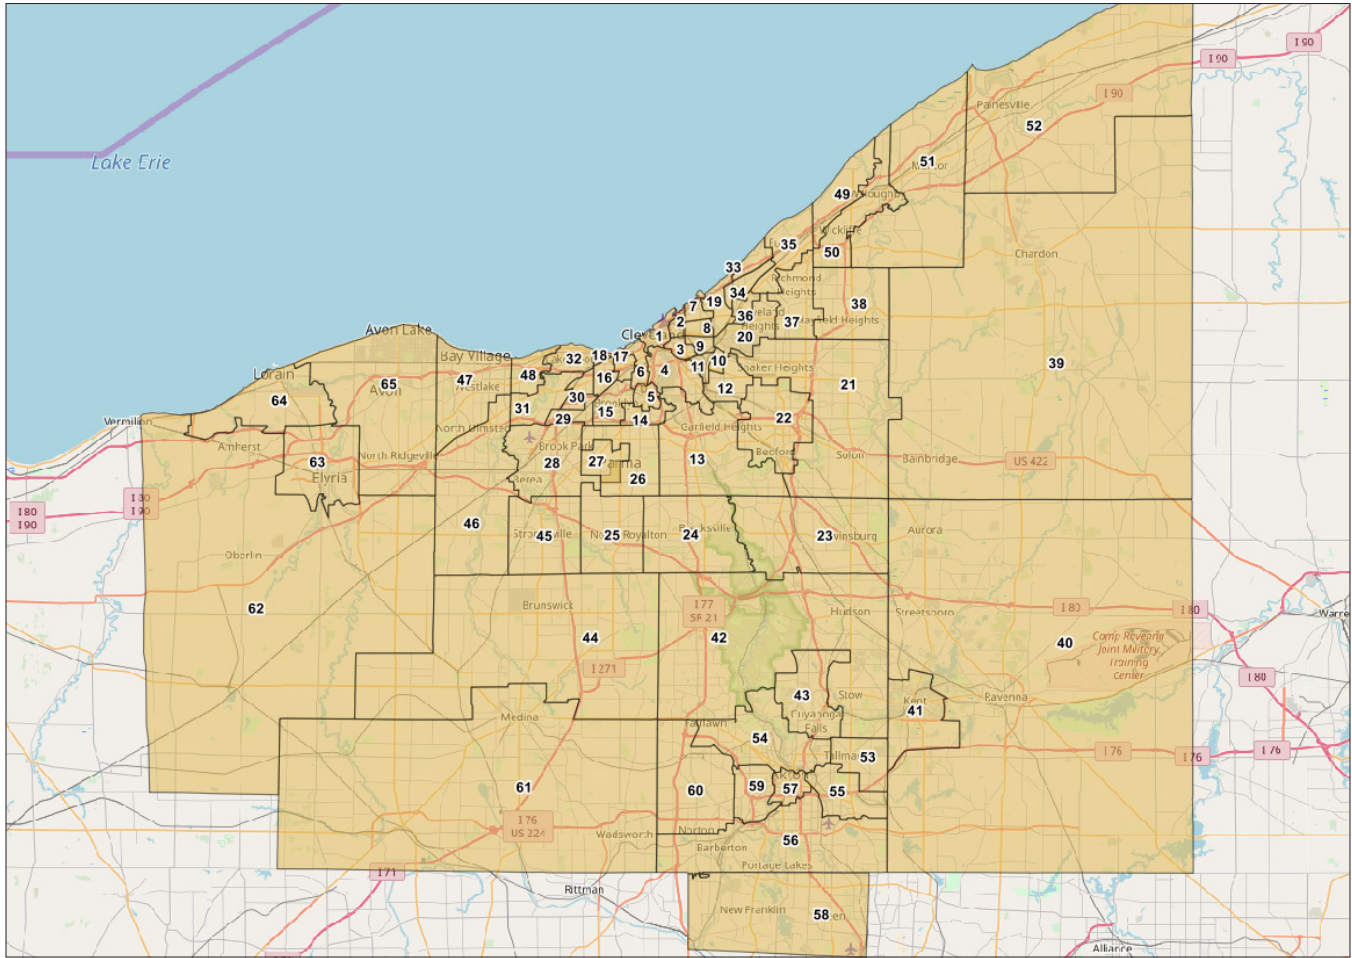 I 90
I 90
I 90
Painesville
52
Lake Erie
51
49
Willoughby
Wickliffe
35
50
Chardon
33
Richmond
Heights
34
7
19
38
2
36
Heights
37
Mayfield Heights
8
Avon Lake
1
20
9
3
Bay Village
32
18
17
11
10
39
Lorain
48
16
6
4
Shaker Heights
47
65
Westlake
Avon
21
12
64
30
5
31
15
22
29
14
Vermilion
North Olmsted
Garfield Heights
Amherst
Brook Park
North Ridgeville
63
28
27
Parma
13
Bedford
Solon
Bainbridge
US 422
Elyria
Berea
26
I 80
I 90
I 80
I 90
46
45
25
24
23
Aurora
Oberlin
62
Brunswick
I 77
SR 21
Hudson
Streetsboro
I 80
I 80
44
42
40
Camp Ravenna
Joint Military
Training
Center
I 271
I 80
43
Stow
Kent
41
Ravenna
Medina
Cuyahoga
Falls
Fairlawn
54
I 76
I 76
I 76
53
61
60
59
57
55
I 76
US 224
Wadsworth
Norton
56
Barberton
Portage Lakes
I 71
Rittman
New Franklin
58
Alliance